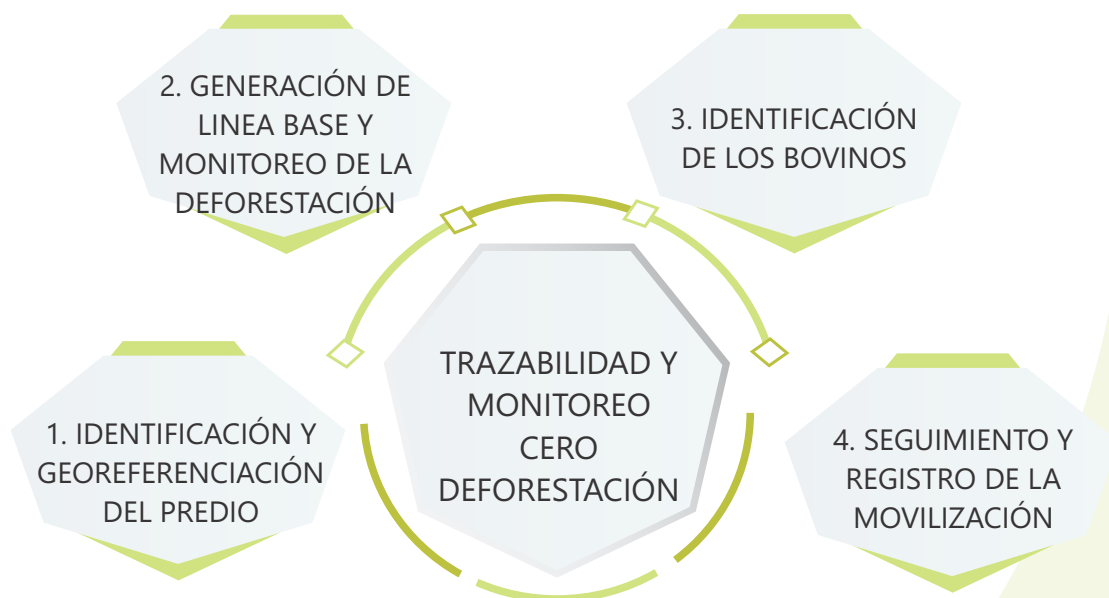 2. GENERACIÓN DE
LINEA BASE Y
MONITOREO DE LA
DEFORESTACIÓN
3. IDENTIFICACIÓN
DE LOS BOVINOS
TRAZABILIDAD Y
MONITOREO
CERO
DEFORESTACIÓN
1. IDENTIFICACIÓN Y
GEOREFERENCIACIÓN
DEL PREDIO
4. SEGUIMIENTO Y
REGISTRO DE LA
MOVILIZACIÓN